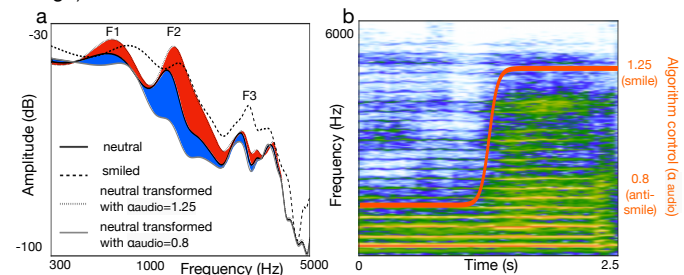 a
-30
F1
F2
F3
Amplitude (dB)
neutral
smiled
neutral transformed
with αaudio=1.25
neutral transformed
with αaudio=0.8
-100
300
1000
Frequency (Hz)
5000
b
6000
Frequency (Hz)
0
Time (s)
2.5
1.25
(smile)
0.8
(anti-
smile)
Algorithm control (α audio)